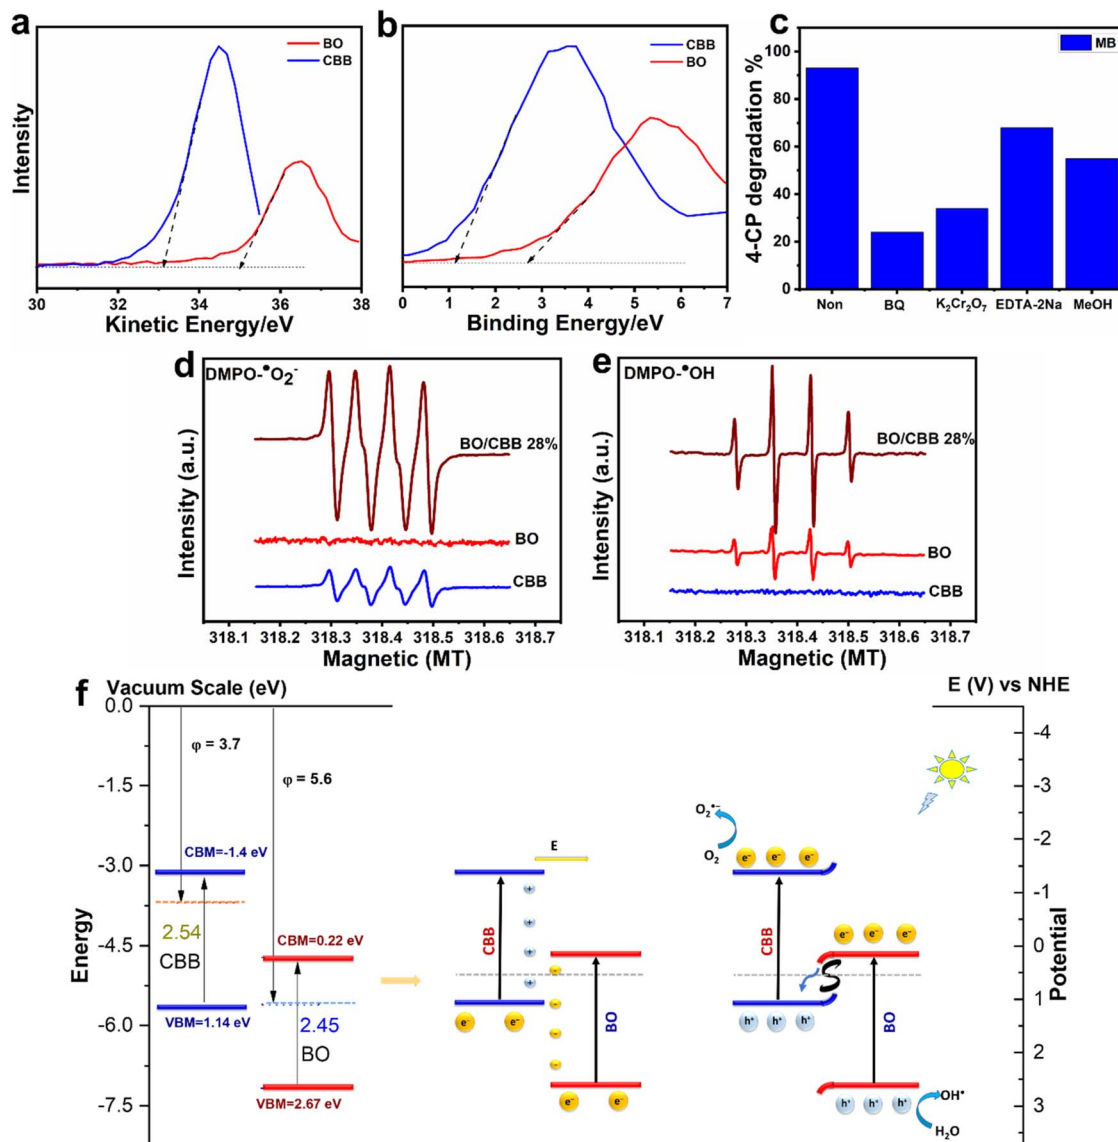 a
BO
CBB
Intensity
30 32 34 36 38
Kinetic Energy/eV
b
CBB
BO
0 1 2 3 4 5 6 7
Binding Energy/eV
c
MB
4-CP degradation %
100
80
60
40
20
0
Non BQ K₂Cr₂O₇ EDTA-2Na MeOH
d
DMPO-•O₂⁻
BO/CBB 28%
BO
CBB
Intensity (a.u.)
318.1 318.2 318.3 318.4 318.5 318.6 318.7
Magnetic (MT)
e
DMPO-•OH
BO/CBB 28%
BO
CBB
Intensity (a.u.)
318.1 318.2 318.3 318.4 318.5 318.6 318.7
Magnetic (MT)
f
Vacuum Scale (eV)
E (V) vs NHE
Energy
0.0
-1.5
-3.0
-4.5
-6.0
-7.5
φ = 3.7
φ = 5.6
CBM=-1.4 eV
2.54
CBB
VBM=1.14 eV
CBM=0.22 eV
2.45
BO
VBM=2.67 eV
E
CBB
+
+
+
+
-
-
-
-
e⁻ e⁻
BO
e⁻ e⁻
O₂•⁻
O₂
e⁻ e⁻ e⁻
CBB
h⁺ h⁺ h⁺
e⁻ e⁻ e⁻
BO
h⁺ h⁺ h⁺
OH•
H₂O
-4
-3
-2
-1
0
1
2
3
Potential